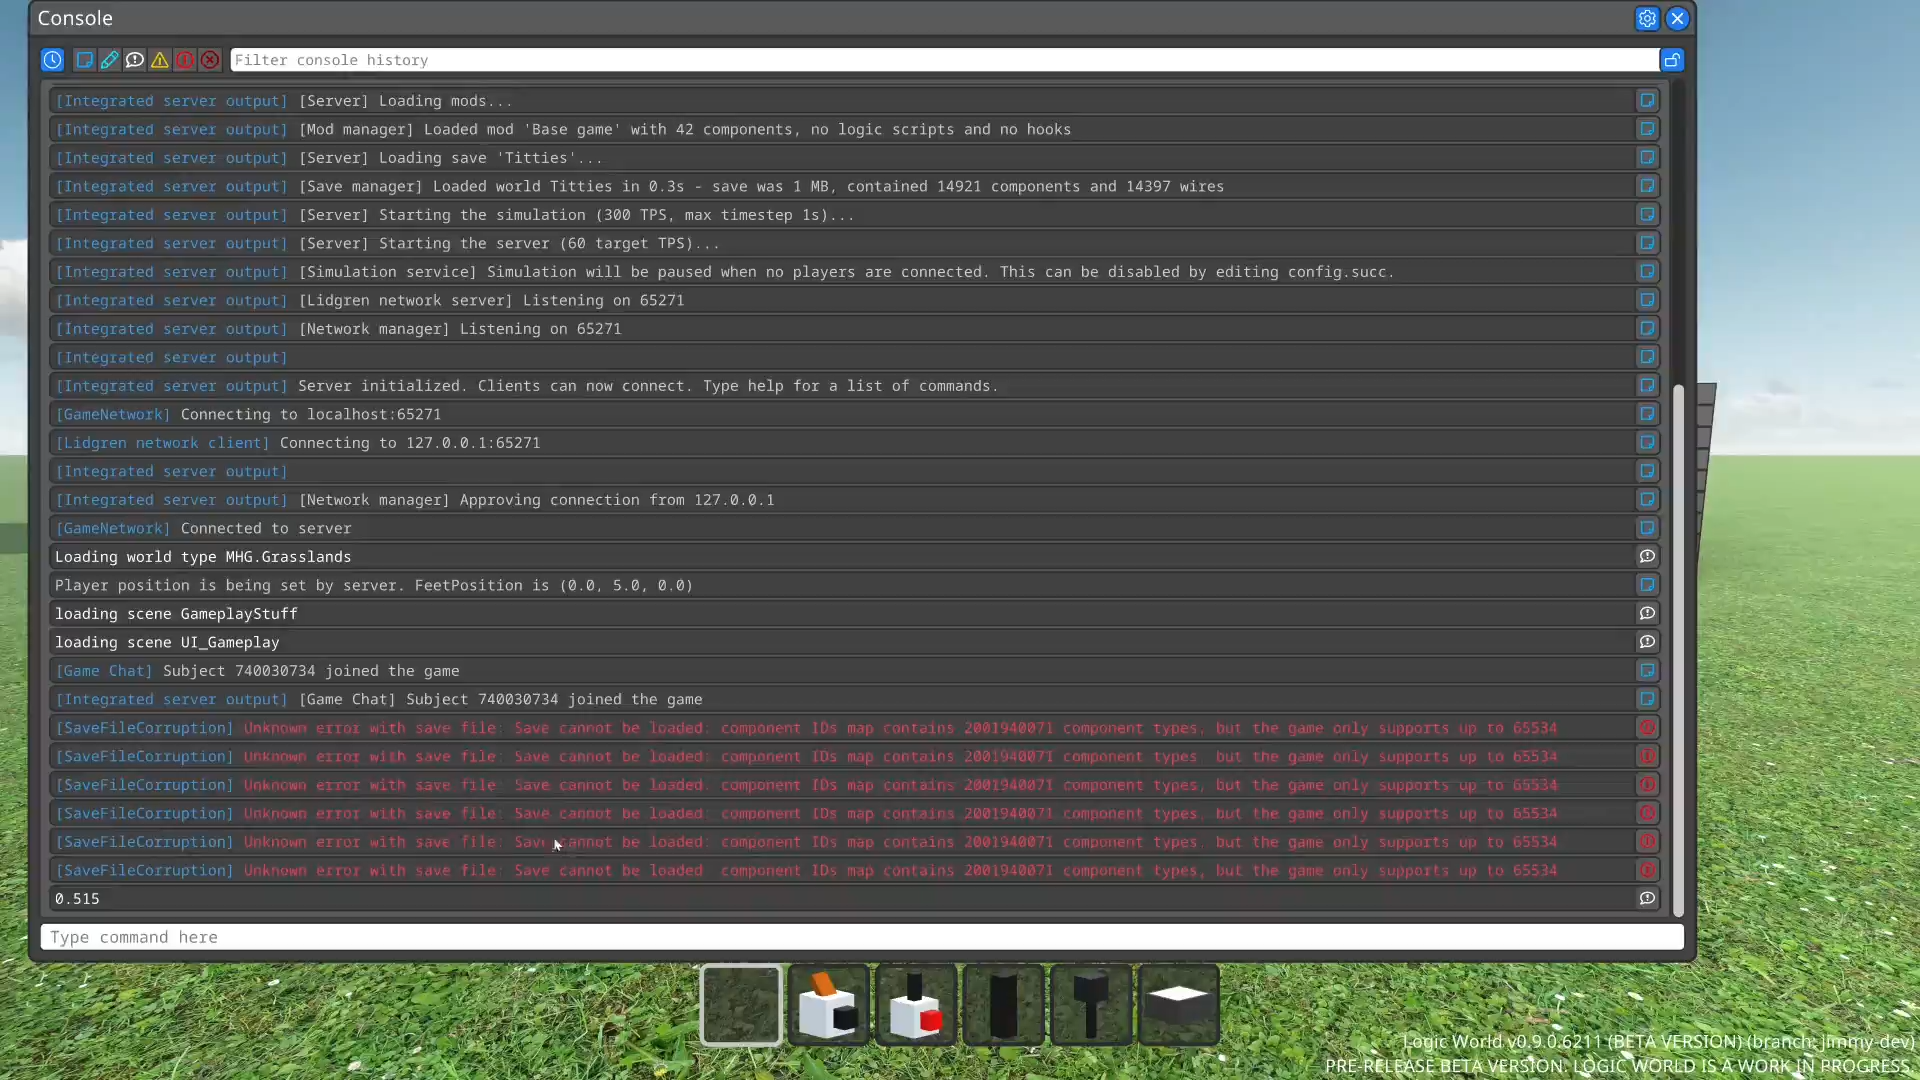 Console
Filter console history
[Integrated server output] [Server] Loading mods...
[Integrated server output] [Mod manager] Loaded mod 'Base game' with 42 components, no logic scripts and no hooks
[Integrated server output] [Server] Loading save 'Titties'...
[Integrated server output] [Save manager] Loaded world Titties in 0.3s - save was 1 MB, contained 14921 components and 14397 wires
[Integrated server output] [Server] Starting the simulation (300 TPS, max timestep 1s)...
[Integrated server output] [Server] Starting the server (60 target TPS)...
[Integrated server output] [Simulation service] Simulation will be paused when no players are connected. This can be disabled by editing config.succ.
[Integrated server output] [Lidgren network server] Listening on 65271
[Integrated server output] [Network manager] Listening on 65271
[Integrated server output]
[Integrated server output] Server initialized. Clients can now connect. Type help for a list of commands.
[GameNetwork] Connecting to localhost:65271
[Lidgren network client] Connecting to 127.0.0.1:65271
[Integrated server output]
[Integrated server output] [Network manager] Approving connection from 127.0.0.1
[GameNetwork] Connected to server
Loading world type MHG.Grasslands
Player position is being set by server. FeetPosition is (0.0, 5.0, 0.0)
loading scene GameplayStuff
loading scene UI_Gameplay
[Game Chat] Subject 740030734 joined the game
[Integrated server output] [Game Chat] Subject 740030734 joined the game
[SaveFileCorruption] Unknown error with save file: Save cannot be loaded: component IDs map contains 2001940071 component types, but the game only supports up to 65534
[SaveFileCorruption] Unknown error with save file: Save cannot be loaded: component IDs map contains 2001940071 component types, but the game only supports up to 65534
[SaveFileCorruption] Unknown error with save file: Save cannot be loaded: component IDs map contains 2001940071 component types, but the game only supports up to 65534
[SaveFileCorruption] Unknown error with save file: Save cannot be loaded: component IDs map contains 2001940071 component types, but the game only supports up to 65534
[SaveFileCorruption] Unknown error with save file: Save cannot be loaded: component IDs map contains 2001940071 component types, but the game only supports up to 65534
[SaveFileCorruption] Unknown error with save file: Save cannot be loaded: component IDs map contains 2001940071 component types, but the game only supports up to 65534
0.515
Type command here
Logic World v0.9.0.6211 (BETA VERSION) (branch: jimmy-dev)
PRE-RELEASE BETA VERSION. LOGIC WORLD IS A WORK IN PROGRESS.